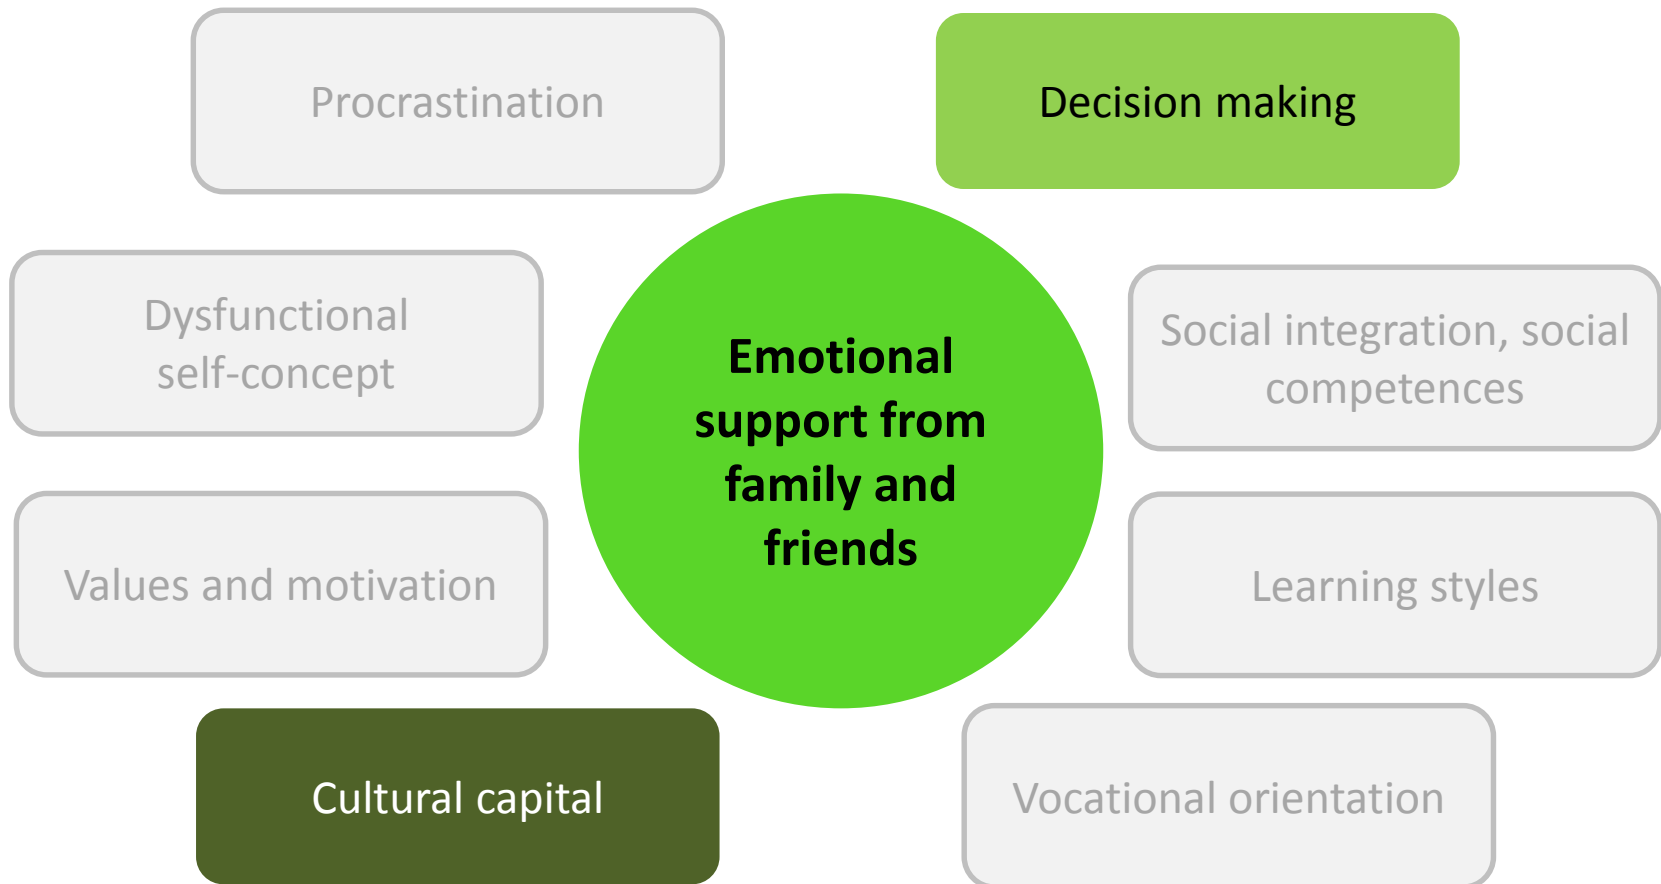 Procrastination
Decision making
Dysfunctional
self-concept
Emotional
support from
family and
friends
Social integration, social
competences
Values and motivation
Learning styles
Cultural capital
Vocational orientation